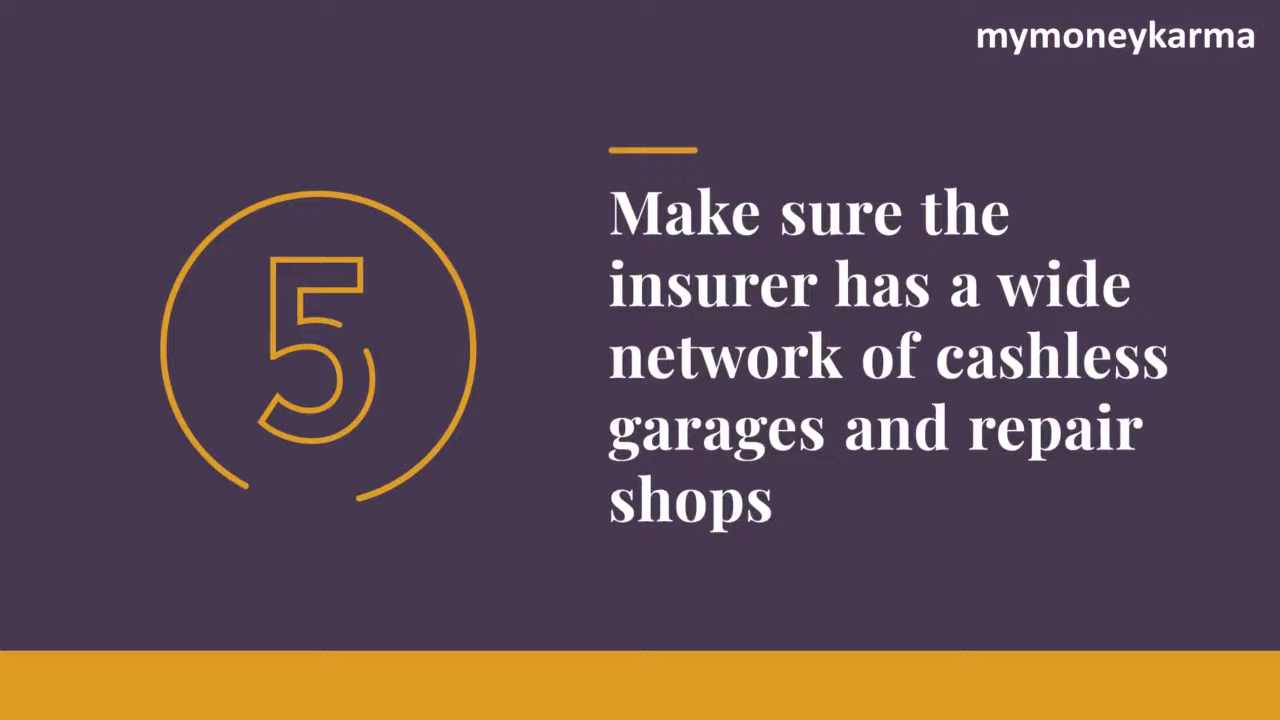 mymoneykarma
5
Make sure the
insurer has a wide
network of cashless
garages and repair
shops